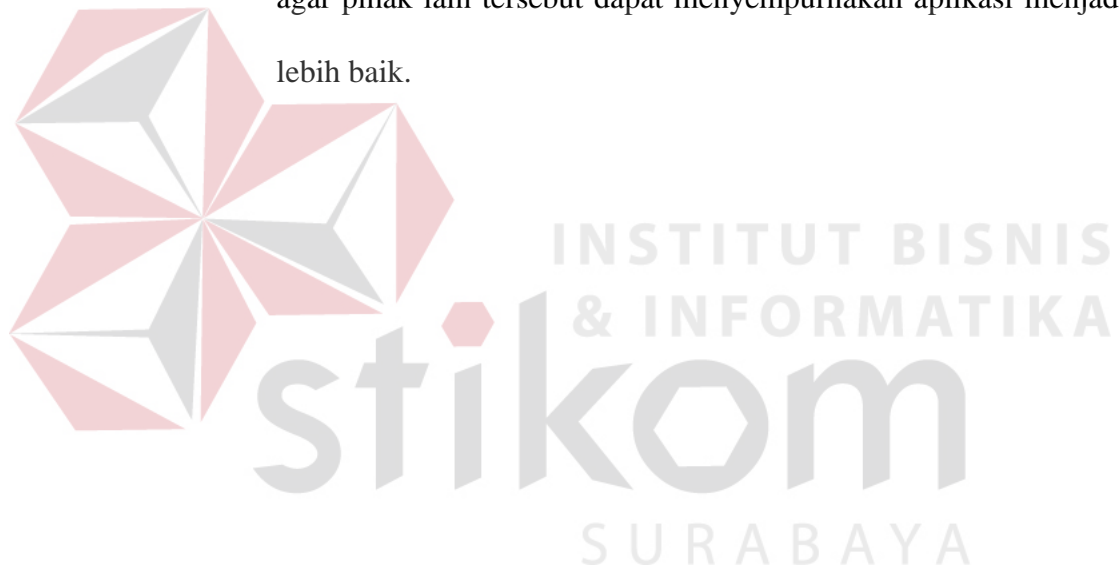 agar pihak lain tersebut dapat menyempurnakan aplikasi menjad
lebih baik.
INSTITUT BISNIS
& INFORMATIKA
stikom
SURABAYA